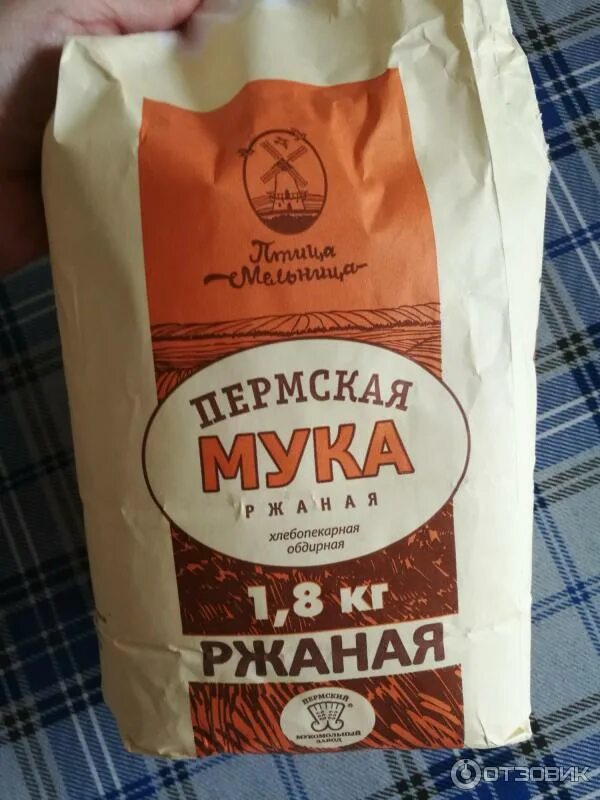 Птица
Мельница
ПЕРМСКАЯ
МУКА
РЖАНАЯ
хлебопекарная
обдирная
1,8 кг
РЖАНАЯ
ПЕРМСКИЙ
МУКОМОЛЬНЫЙ
ЗАВОД
ОТЗОВИК